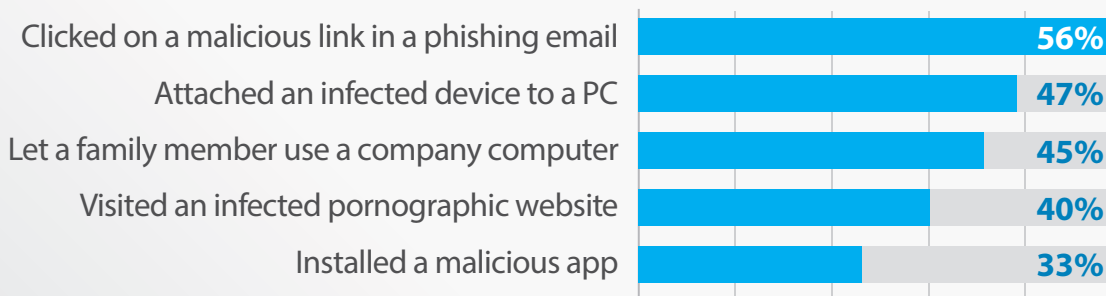 Clicked on a malicious link in a phishing email 56%
Attached an infected device to a PC 47%
Let a family member use a company computer 45%
Visited an infected pornographic website 40%
Installed a malicious app 33%